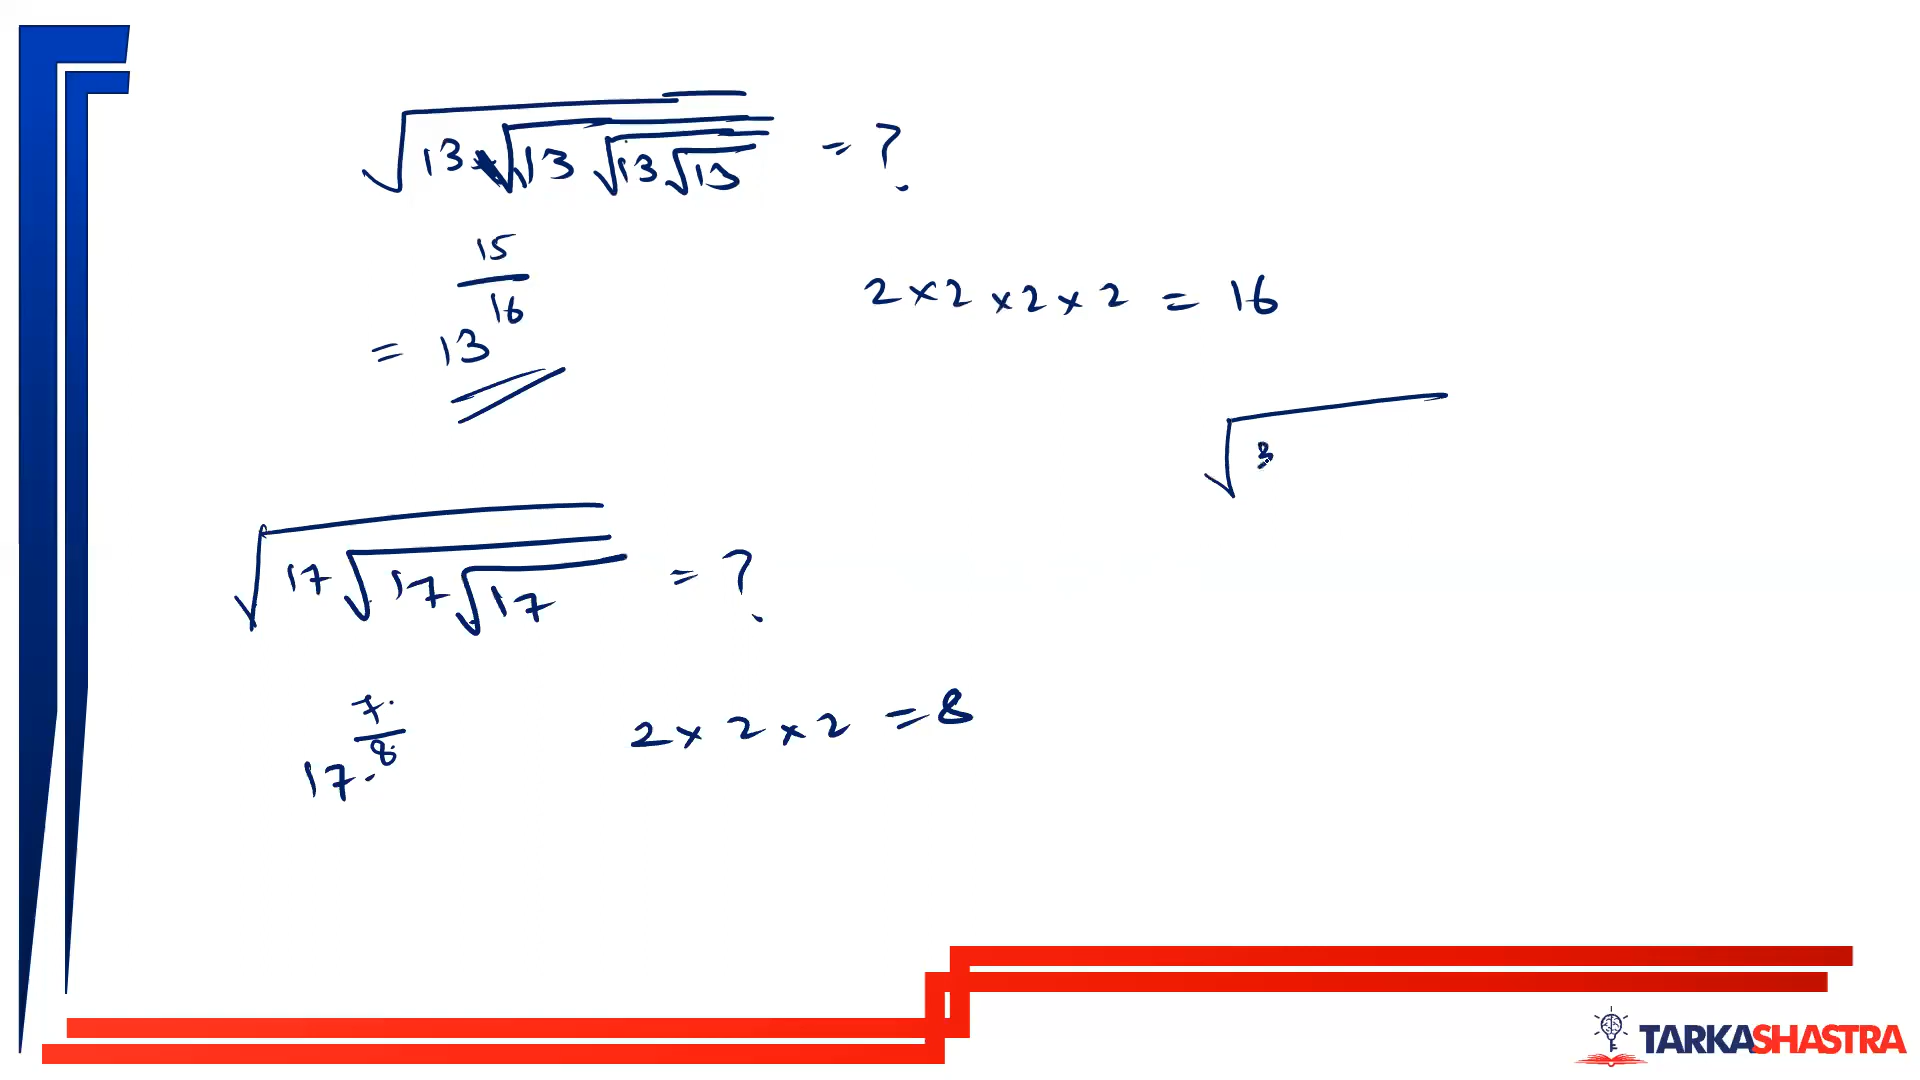 √13√13√13√13 = ?
= 13^15/16
2 × 2 × 2 × 2 = 16
√3
√17√17√17 = ?
17^7/8
2 × 2 × 2 = 8
TARKASHASTRA